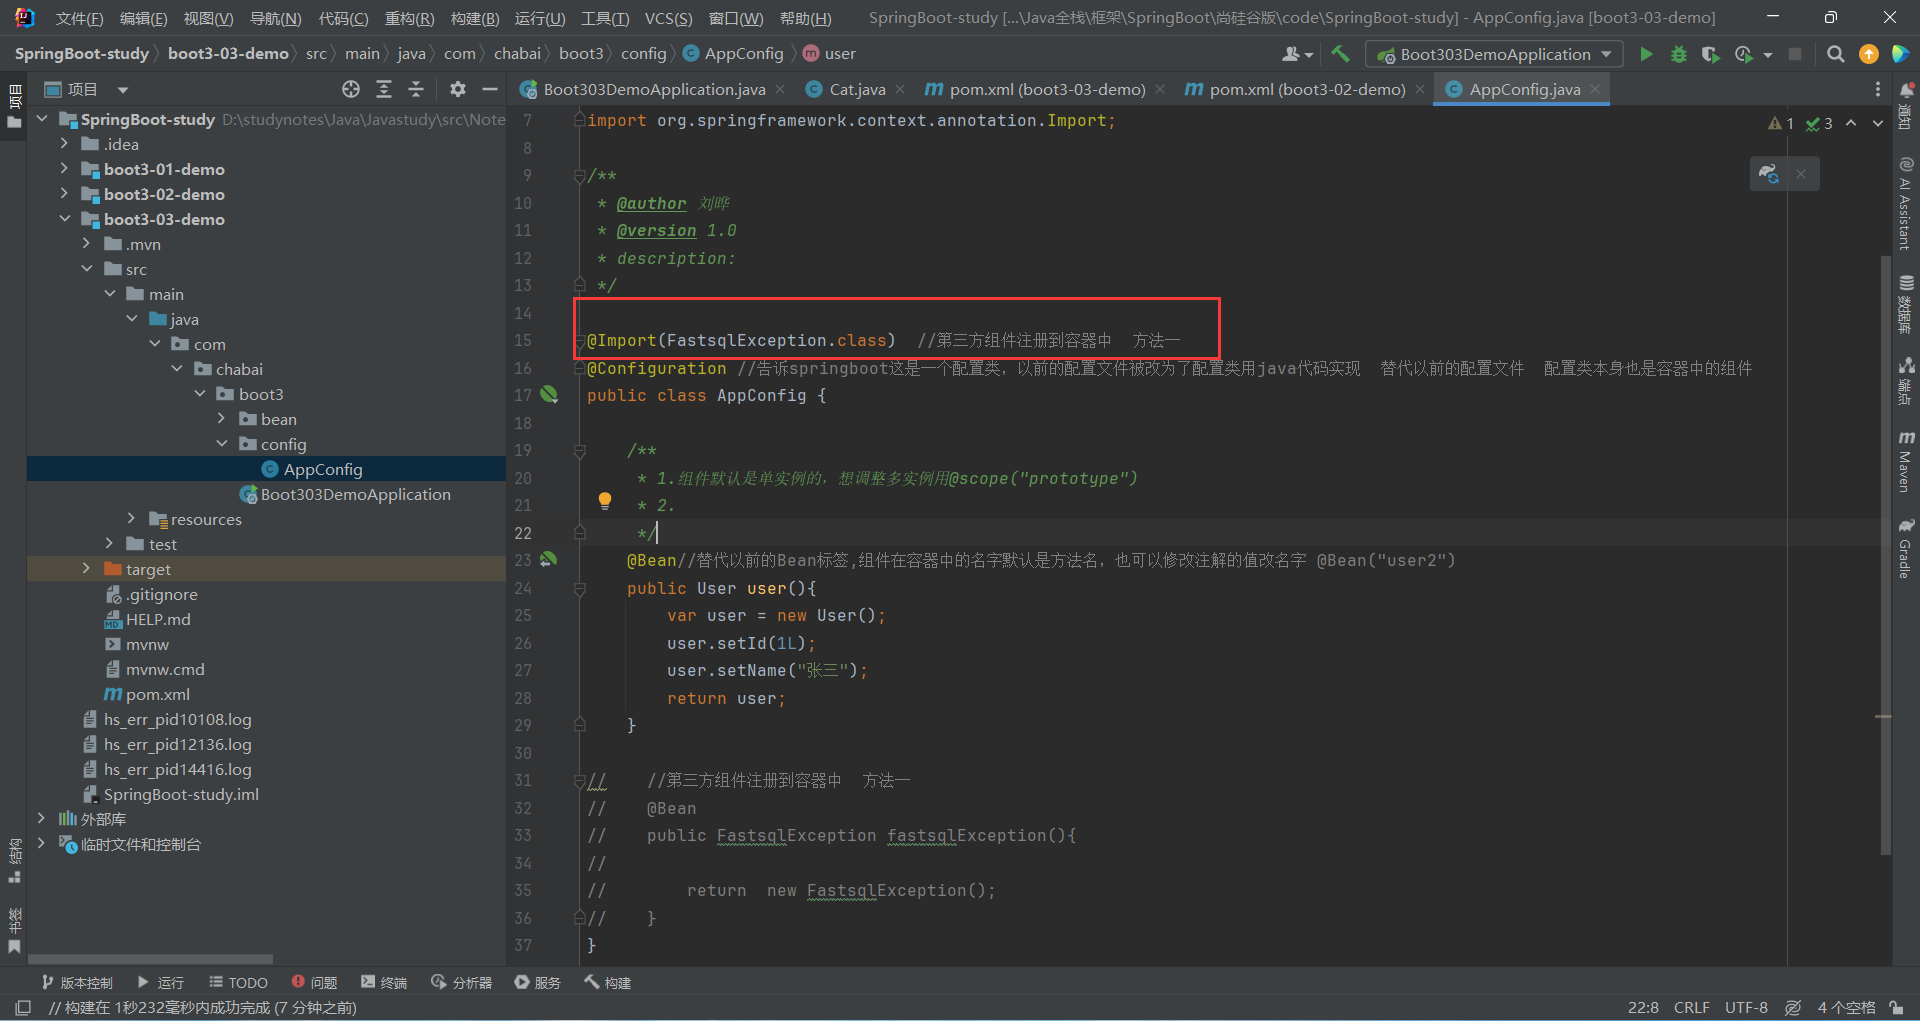 文件(F) 编辑(E) 视图(V) 导航(N) 代码(C) 重构(R) 构建(B) 运行(U) 工具(T) VCS(S) 窗口(W) 帮助(H) SpringBoot-study [...\Java全栈\框架\SpringBoot\尚硅谷版\code\SpringBoot-study] - AppConfig.java [boot3-03-demo]
SpringBoot-study boot3-03-demo src main java com chabai boot3 config AppConfig user Boot303DemoApplication
项目 Boot303DemoApplication.java Cat.java pom.xml (boot3-03-demo) pom.xml (boot3-02-demo) AppConfig.java
项目
SpringBoot-study D:\studynotes\Java\Javastudy\src\Note
.idea
boot3-01-demo
boot3-02-demo
boot3-03-demo
.mvn
src
main
java
com
chabai
boot3
bean
config
AppConfig
Boot303DemoApplication
resources
test
target
.gitignore
HELP.md
mvnw
mvnw.cmd
pom.xml
hs_err_pid10108.log
hs_err_pid12136.log
hs_err_pid14416.log
SpringBoot-study.iml
外部库
临时文件和控制台
结构
书签
7 import org.springframework.context.annotation.Import;
8
9 /**
10 * @author 刘晔
11 * @version 1.0
12 * description:
13 */
14
15 @Import(FastsqlException.class) //第三方组件注册到容器中 方法一
16 @Configuration //告诉springboot这是一个配置类，以前的配置文件被改为了配置类用java代码实现 替代以前的配置文件 配置类本身也是容器中的组件
17 public class AppConfig {
18
19 /**
20 * 1.组件默认是单实例的，想调整多实例用@scope("prototype")
21 * 2.
22 */
23 @Bean//替代以前的Bean标签,组件在容器中的名字默认是方法名，也可以修改注解的值改名字 @Bean("user2")
24 public User user(){
25 var user = new User();
26 user.setId(1L);
27 user.setName("张三");
28 return user;
29 }
30
31 // //第三方组件注册到容器中 方法一
32 // @Bean
33 // public FastsqlException fastsqlException(){
34 //
35 // return new FastsqlException();
36 // }
37 }
1 3
通知
AI Assistant
数据库
端点
Maven
Gradle
版本控制 运行 TODO 问题 终端 分析器 服务 构建
// 构建在 1秒232毫秒内成功完成 (7 分钟之前) 22:8 CRLF UTF-8 4 个空格